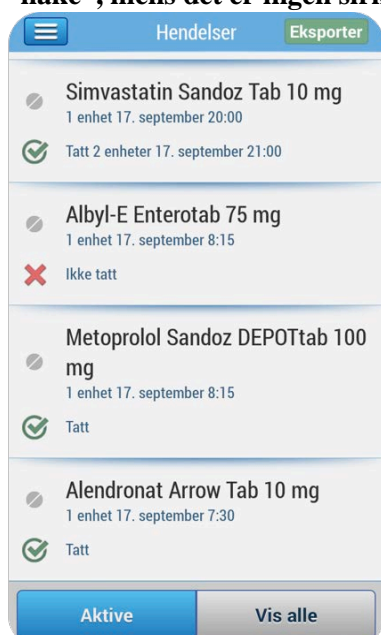 Hendelser
Eksporter
Simvastatin Sandoz Tab 10 mg
1 enhet 17. september 20:00
Tatt 2 enheter 17. september 21:00
Albyl-E Enterotab 75 mg
1 enhet 17. september 8:15
Ikke tatt
Metoprolol Sandoz DEPOTtab 100
mg
1 enhet 17. september 8:15
Tatt
Alendronat Arrow Tab 10 mg
1 enhet 17. september 7:30
Tatt
Aktive
Vis alle